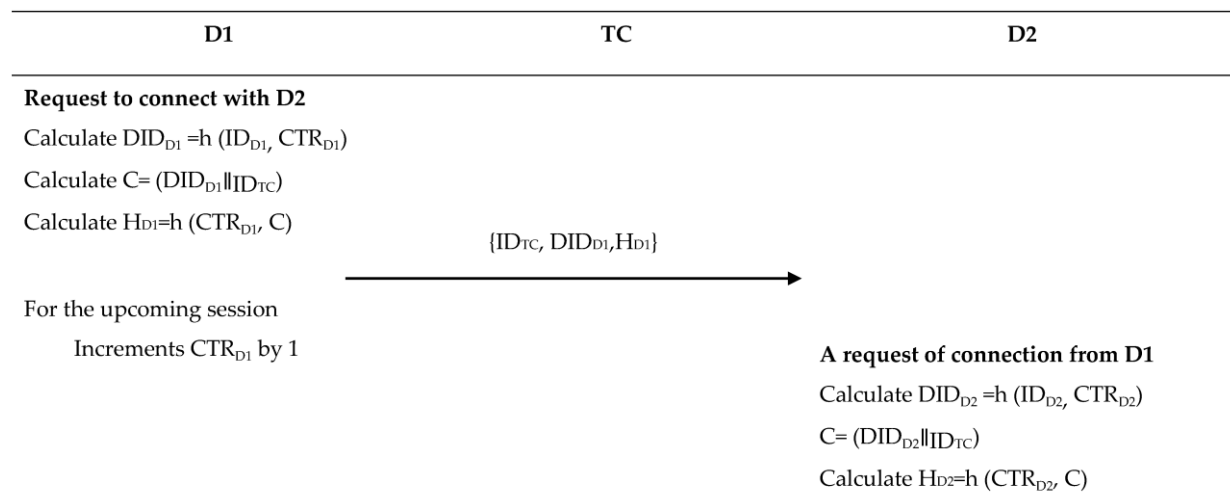 D1 TC D2
Request to connect with D2
Calculate DID_D1 =h (ID_D1, CTR_D1)
Calculate C= (DID_D1||ID_TC)
Calculate H_D1=h (CTR_D1, C)
{ID_TC, DID_D1,H_D1}
For the upcoming session
Increments CTR_D1 by 1
A request of connection from D1
Calculate DID_D2 =h (ID_D2, CTR_D2)
C= (DID_D2||ID_TC)
Calculate H_D2=h (CTR_D2, C)